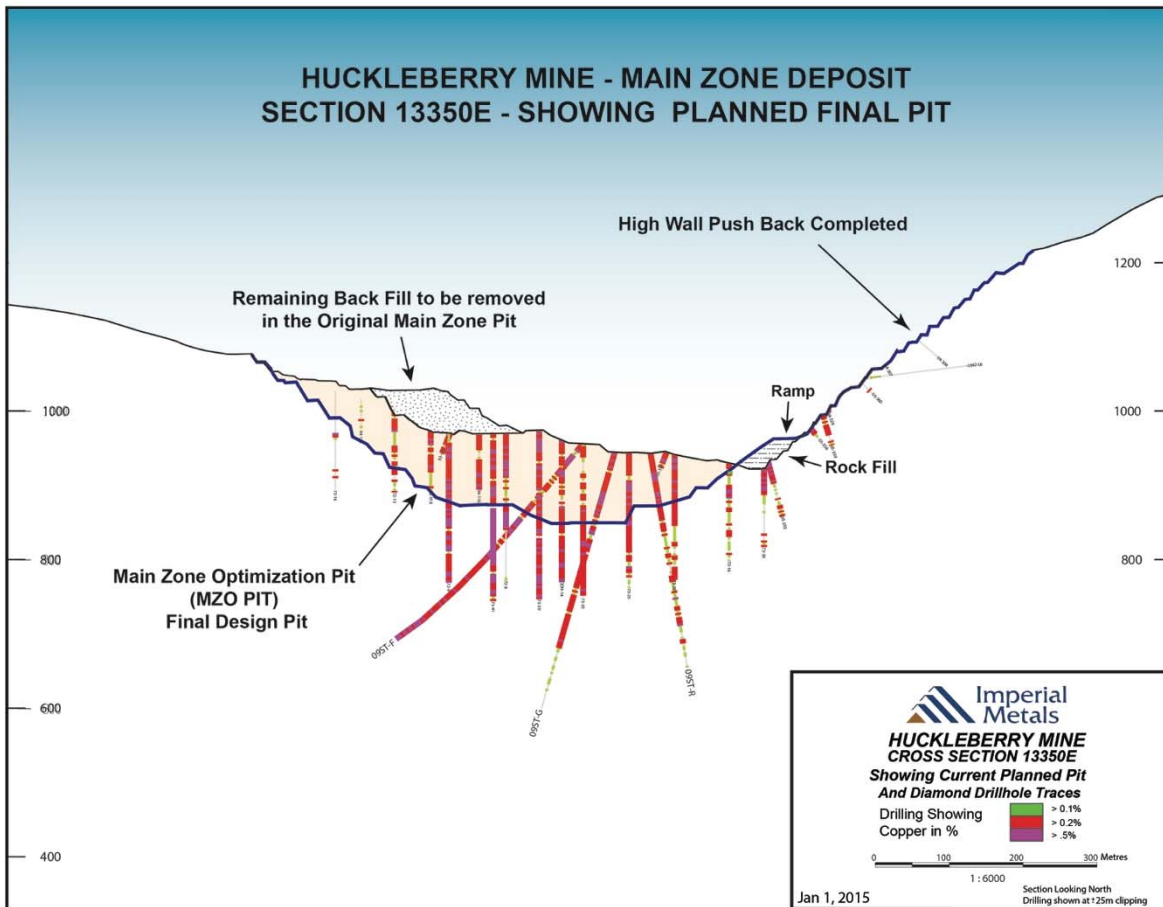 HUCKLEBERRY MINE - MAIN ZONE DEPOSIT
SECTION 13350E - SHOWING PLANNED FINAL PIT
High Wall Push Back Completed
1200
1200
Remaining Back Fill to be removed
in the Original Main Zone Pit
1000
Ramp
1000
Rock Fill
800
800
Main Zone Optimization Pit
(MZO PIT)
Final Design Pit
09ST-F
09ST-G
09ST-R
600
400
Imperial
Metals
HUCKLEBERRY MINE
CROSS SECTION 13350E
Showing Current Planned Pit
And Diamond Drillhole Traces
Drilling Showing
Copper in %
> 0.1%
> 0.2%
> .5%
0 100 200 300 Metres
1 : 6000
Jan 1, 2015
Section Looking North
Drilling shown at ±25m clipping